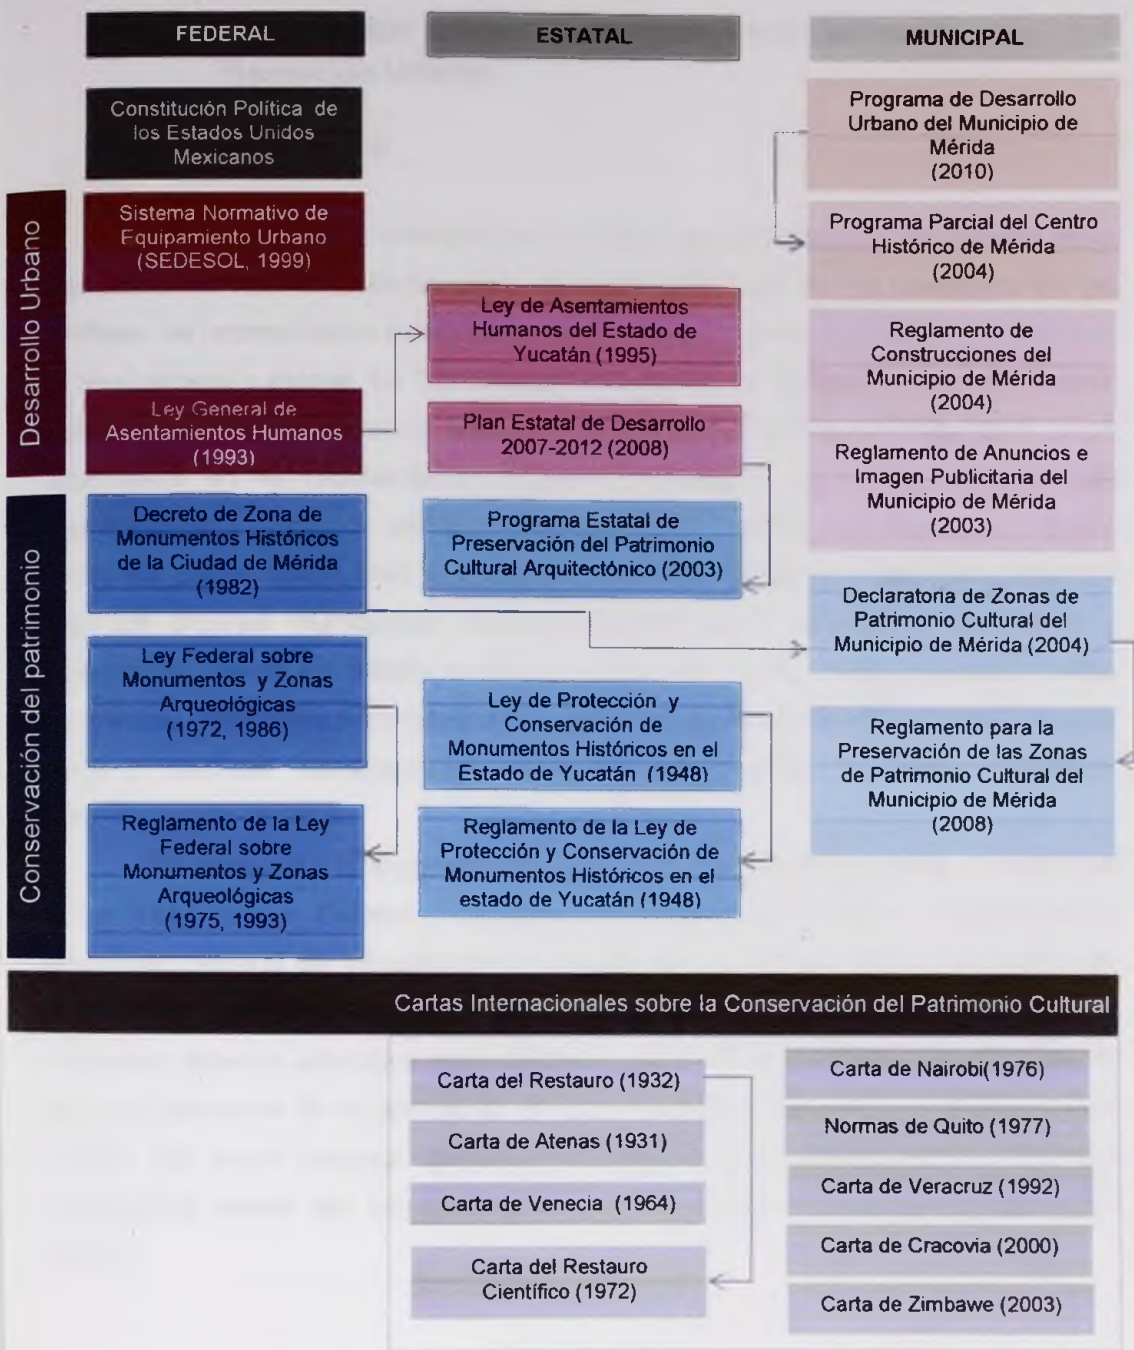 FEDERAL
ESTATAL
MUNICIPAL
Desarrollo Urbano
Conservación del patrimonio
Constitución Política de
los Estados Unidos
Mexicanos
Sistema Normativo de
Equipamiento Urbano
(SEDESOL, 1999)
Ley General de
Asentamientos Humanos
(1993)
Decreto de Zona de
Monumentos Históricos
de la Ciudad de Mérida
(1982)
Ley Federal sobre
Monumentos y Zonas
Arqueológicas
(1972, 1986)
Reglamento de la Ley
Federal sobre
Monumentos y Zonas
Arqueológicas
(1975, 1993)
Ley de Asentamientos
Humanos del Estado de
Yucatán (1995)
Plan Estatal de Desarrollo
2007-2012 (2008)
Programa Estatal de
Preservación del Patrimonio
Cultural Arquitectónico (2003)
Ley de Protección y
Conservación de
Monumentos Históricos en el
Estado de Yucatán (1948)
Reglamento de la Ley de
Protección y Conservación de
Monumentos Históricos en el
estado de Yucatán (1948)
Programa de Desarrollo
Urbano del Municipio de
Mérida
(2010)
Programa Parcial del Centro
Histórico de Mérida
(2004)
Reglamento de
Construcciones del
Municipio de Mérida
(2004)
Reglamento de Anuncios e
Imagen Publicitaria del
Municipio de Mérida
(2003)
Declaratoria de Zonas de
Patrimonio Cultural del
Municipio de Mérida (2004)
Reglamento para la
Preservación de las Zonas
de Patrimonio Cultural del
Municipio de Mérida
(2008)
Cartas Internacionales sobre la Conservación del Patrimonio Cultural
Carta del Restauro (1932)
Carta de Atenas (1931)
Carta de Venecia (1964)
Carta del Restauro
Científico (1972)
Carta de Nairobi(1976)
Normas de Quito (1977)
Carta de Veracruz (1992)
Carta de Cracovia (2000)
Carta de Zimbawe (2003)